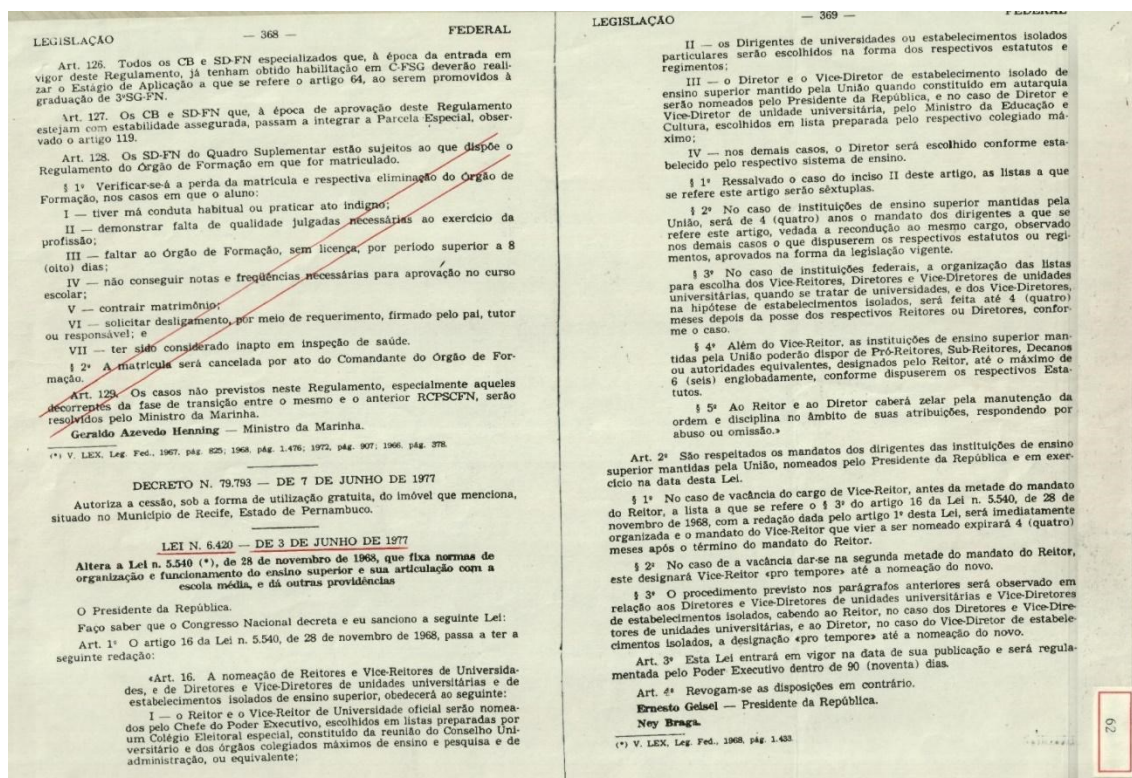 LEGISLAÇÃO — 368 — FEDERAL
Art. 126. Todos os CB e SD-FN especializados que, à época da entrada em
vigor deste Regulamento, já tenham obtido habilitação em C-FSG deverão reali-
zar o Estágio de Aplicação a que se refere o artigo 64, ao serem promovidos à
graduação de 3ºSG-FN.
Art. 127. Os CB e SD-FN que, à época de aprovação deste Regulamento
estejam com estabilidade assegurada, passam a integrar a Parcela Especial, obser-
vado o artigo 119.
Art. 128. Os SD-FN do Quadro Suplementar estão sujeitos ao que dispõe o
Regulamento do Órgão de Formação em que for matriculado.
§ 1º Verificar-se-á a perda da matrícula e respectiva eliminação do Órgão de
Formação, nos casos em que o aluno:
I — tiver má conduta habitual ou praticar ato indigno;
II — demonstrar falta de qualidade julgadas necessárias ao exercício da
profissão;
III — faltar ao Órgão de Formação, sem licença, por período superior a 8
(oito) dias;
IV — não conseguir notas e freqüências necessárias para aprovação no curso
escolar;
V — contrair matrimônio;
VI — solicitar desligamento, por meio de requerimento, firmado pelo pai, tutor
ou responsável; e
VII — ter sido considerado inapto em inspeção de saúde.
§ 2º A matrícula será cancelada por ato do Comandante do Órgão de For-
mação.
Art. 129. Os casos não previstos neste Regulamento, especialmente aqueles
decorrentes da fase de transição entre o mesmo e o anterior RCPSCFN, serão
resolvidos pelo Ministro da Marinha.
Geraldo Azevedo Henning — Ministro da Marinha.
(*) V. LEX, Leg. Fed., 1967, pág. 825; 1968, pág. 1.476; 1972, pág. 907; 1966, pág. 378.
DECRETO N. 79.793 — DE 7 DE JUNHO DE 1977
Autoriza a cessão, sob a forma de utilização gratuita, do imóvel que menciona,
situado no Município de Recife, Estado de Pernambuco.
LEI N. 6.420 — DE 3 DE JUNHO DE 1977
Altera a Lei n. 5.540 (*), de 28 de novembro de 1968, que fixa normas de
organização e funcionamento do ensino superior e sua articulação com a
escola média, e dá outras providências
O Presidente da República.
Faço saber que o Congresso Nacional decreta e eu sanciono a seguinte Lei:
Art. 1º O artigo 16 da Lei n. 5.540, de 28 de novembro de 1968, passa a ter a
seguinte redação:
«Art. 16. A nomeação de Reitores e Vice-Reitores de Universida-
des, e de Diretores e Vice-Diretores de unidades universitárias e de
estabelecimentos isolados de ensino superior, obedecerá ao seguinte:
I — o Reitor e o Vice-Reitor de Universidade oficial serão nomea-
dos pelo Chefe do Poder Executivo, escolhidos em listas preparadas por
um Colégio Eleitoral especial, constituído da reunião do Conselho Uni-
versitário e dos órgãos colegiados máximos de ensino e pesquisa e de
administração, ou equivalente;
LEGISLAÇÃO — 369 — FEDERAL
II — os Dirigentes de universidades ou estabelecimentos isolados
particulares serão escolhidos na forma dos respectivos estatutos e
regimentos;
III — o Diretor e o Vice-Diretor de estabelecimento isolado de
ensino superior mantido pela União quando constituído em autarquia
serão nomeados pelo Presidente da República, e no caso de Diretor e
Vice-Diretor de unidade universitária, pelo Ministro da Educação e
Cultura, escolhidos em lista preparada pelo respectivo colegiado má-
ximo;
IV — nos demais casos, o Diretor será escolhido conforme esta-
belecido pelo respectivo sistema de ensino.
§ 1º Ressalvado o caso do inciso II deste artigo, as listas a que
se refere este artigo serão sêxtuplas.
§ 2º No caso de instituições de ensino superior mantidas pela
União, será de 4 (quatro) anos o mandato dos dirigentes a que se
refere este artigo, vedada a recondução ao mesmo cargo, observado
nos demais casos o que dispuserem os respectivos estatutos ou regi-
mentos, aprovados na forma da legislação vigente.
§ 3º No caso de instituições federais, a organização das listas
para escolha dos Vice-Reitores, Diretores e Vice-Diretores de unidades
universitárias, quando se tratar de universidades, e dos Vice-Diretores,
na hipótese de estabelecimentos isolados, será feita até 4 (quatro)
meses depois da posse dos respectivos Reitores ou Diretores, confor-
me o caso.
§ 4º Além do Vice-Reitor, as instituições de ensino superior man-
tidas pela União poderão dispor de Pró-Reitores, Sub-Reitores, Decanos
ou autoridades equivalentes, designados pelo Reitor, até o máximo de
6 (seis) englobadamente, conforme dispuserem os respectivos Esta-
tutos.
§ 5º Ao Reitor e ao Diretor caberá zelar pela manutenção da
ordem e disciplina no âmbito de suas atribuições, respondendo por
abuso ou omissão.»
Art. 2º São respeitados os mandatos dos dirigentes das instituições de ensino
superior mantidas pela União, nomeados pelo Presidente da República e em exer-
cício na data desta Lei.
§ 1º No caso de vacância do cargo de Vice-Reitor, antes da metade do mandato
do Reitor, a lista a que se refere o § 3º do artigo 16 da Lei n. 5.540, de 28 de
novembro de 1968, com a redação dada pelo artigo 1º desta Lei, será imediatamente
organizada e o mandato do Vice-Reitor que vier a ser nomeado expirará 4 (quatro)
meses após o término do mandato do Reitor.
§ 2º No caso de a vacância dar-se na segunda metade do mandato do Reitor,
este designará Vice-Reitor «pro tempore» até a nomeação do novo.
§ 3º O procedimento previsto nos parágrafos anteriores será observado em
relação aos Diretores e Vice-Diretores de unidades universitárias e Vice-Diretores
de estabelecimentos isolados, cabendo ao Reitor, no caso dos Diretores e Vice-Dire-
tores de unidades universitárias, e ao Diretor, no caso do Vice-Diretor de estabele-
cimentos isolados, a designação «pro tempore» até a nomeação do novo.
Art. 3º Esta Lei entrará em vigor na data de sua publicação e será regula-
mentada pelo Poder Executivo dentro de 90 (noventa) dias.
Art. 4º Revogam-se as disposições em contrário.
Ernesto Geisel — Presidente da República.
Ney Braga.
(*) V. LEX, Leg. Fed., 1968, pág. 1.433.
62